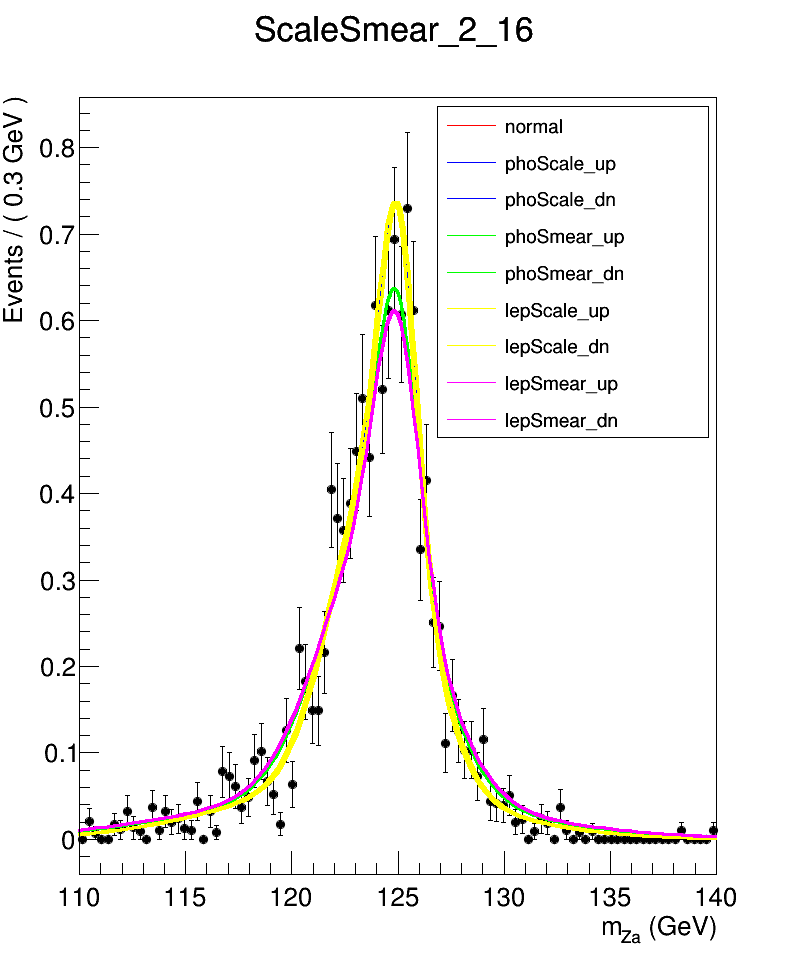 ScaleSmear_2_16
Events / ( 0.3 GeV )
0.8
0.7
0.6
0.5
0.4
0.3
0.2
0.1
0
normal
phoScale_up
phoScale_dn
phoSmear_up
phoSmear_dn
lepScale_up
lepScale_dn
lepSmear_up
lepSmear_dn
110 115 120 125 130 135 140
m_Za (GeV)